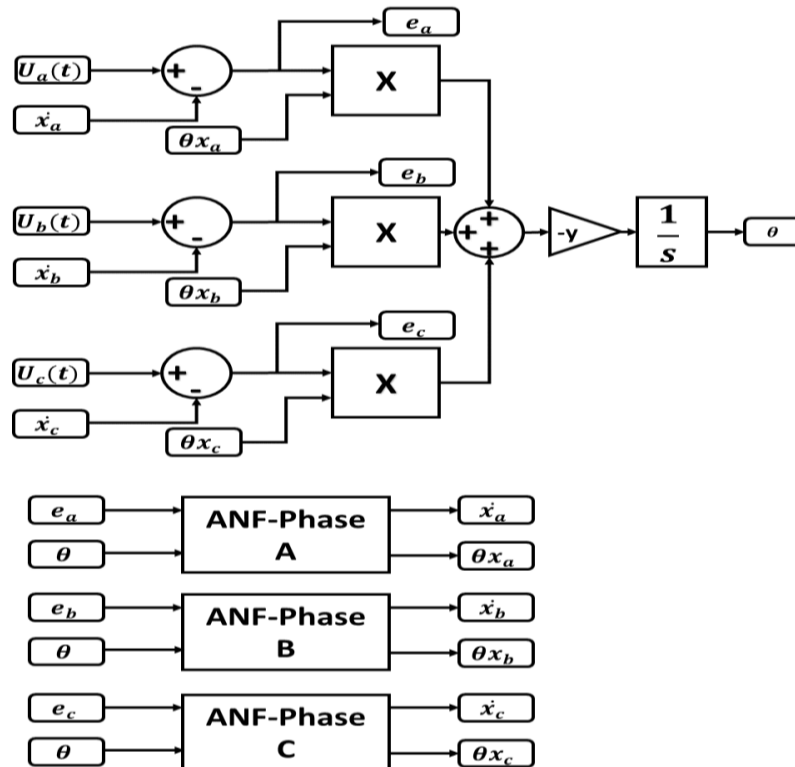 e_a
U_a(t)
+
-
X
ẋ_a
θx_a
e_b
U_b(t)
+
-
X
+
+
+
-y
1
s
θ
ẋ_b
θx_b
e_c
U_c(t)
+
-
X
ẋ_c
θx_c
e_a
ANF-Phase
A
ẋ_a
θ
θx_a
e_b
ANF-Phase
B
ẋ_b
θ
θx_b
e_c
ANF-Phase
C
ẋ_c
θ
θx_c